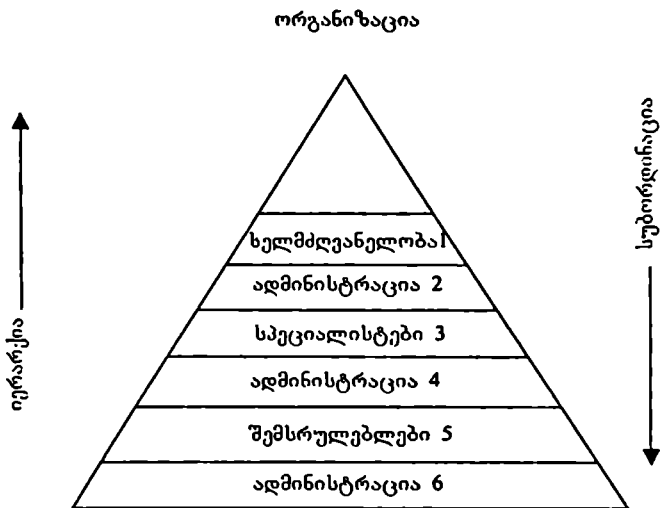 ორგანიზაცია
ხელმძღვანელობა1
ადმინისტრაცია 2
სპეციალისტები 3
ადმინისტრაცია 4
შემსრულებლები 5
ადმინისტრაცია 6
იერარქია
სუბორდინაცია